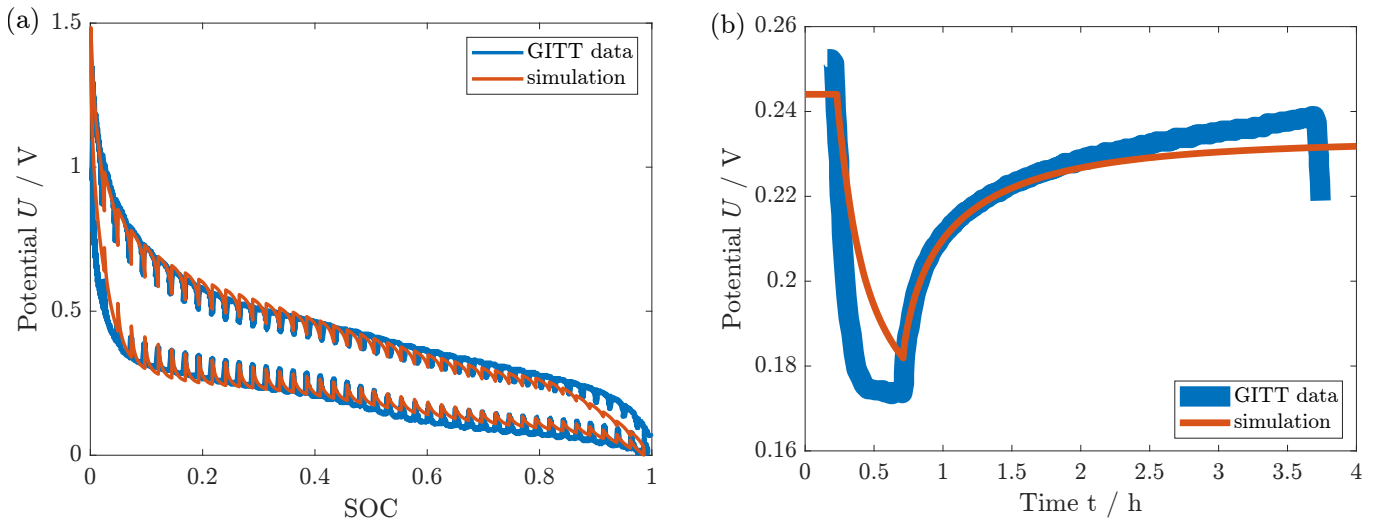 (a)
1.5
1
0.5
0
Potential U / V
0
0.2
0.4
0.6
0.8
1
SOC
GITT data
simulation
(b)
0.26
0.24
0.22
0.2
0.18
0.16
Potential U / V
0
0.5
1
1.5
2
2.5
3
3.5
4
Time t / h
GITT data
simulation